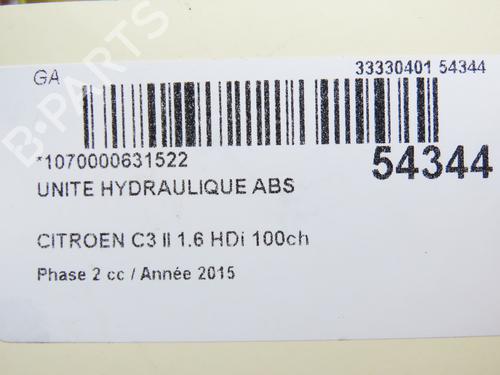 GA
33330401 54344
*1070000631522
54344
UNITE HYDRAULIQUE ABS
CITROEN C3 II 1.6 HDi 100ch
Phase 2 cc / Année 2015
B-PARTS